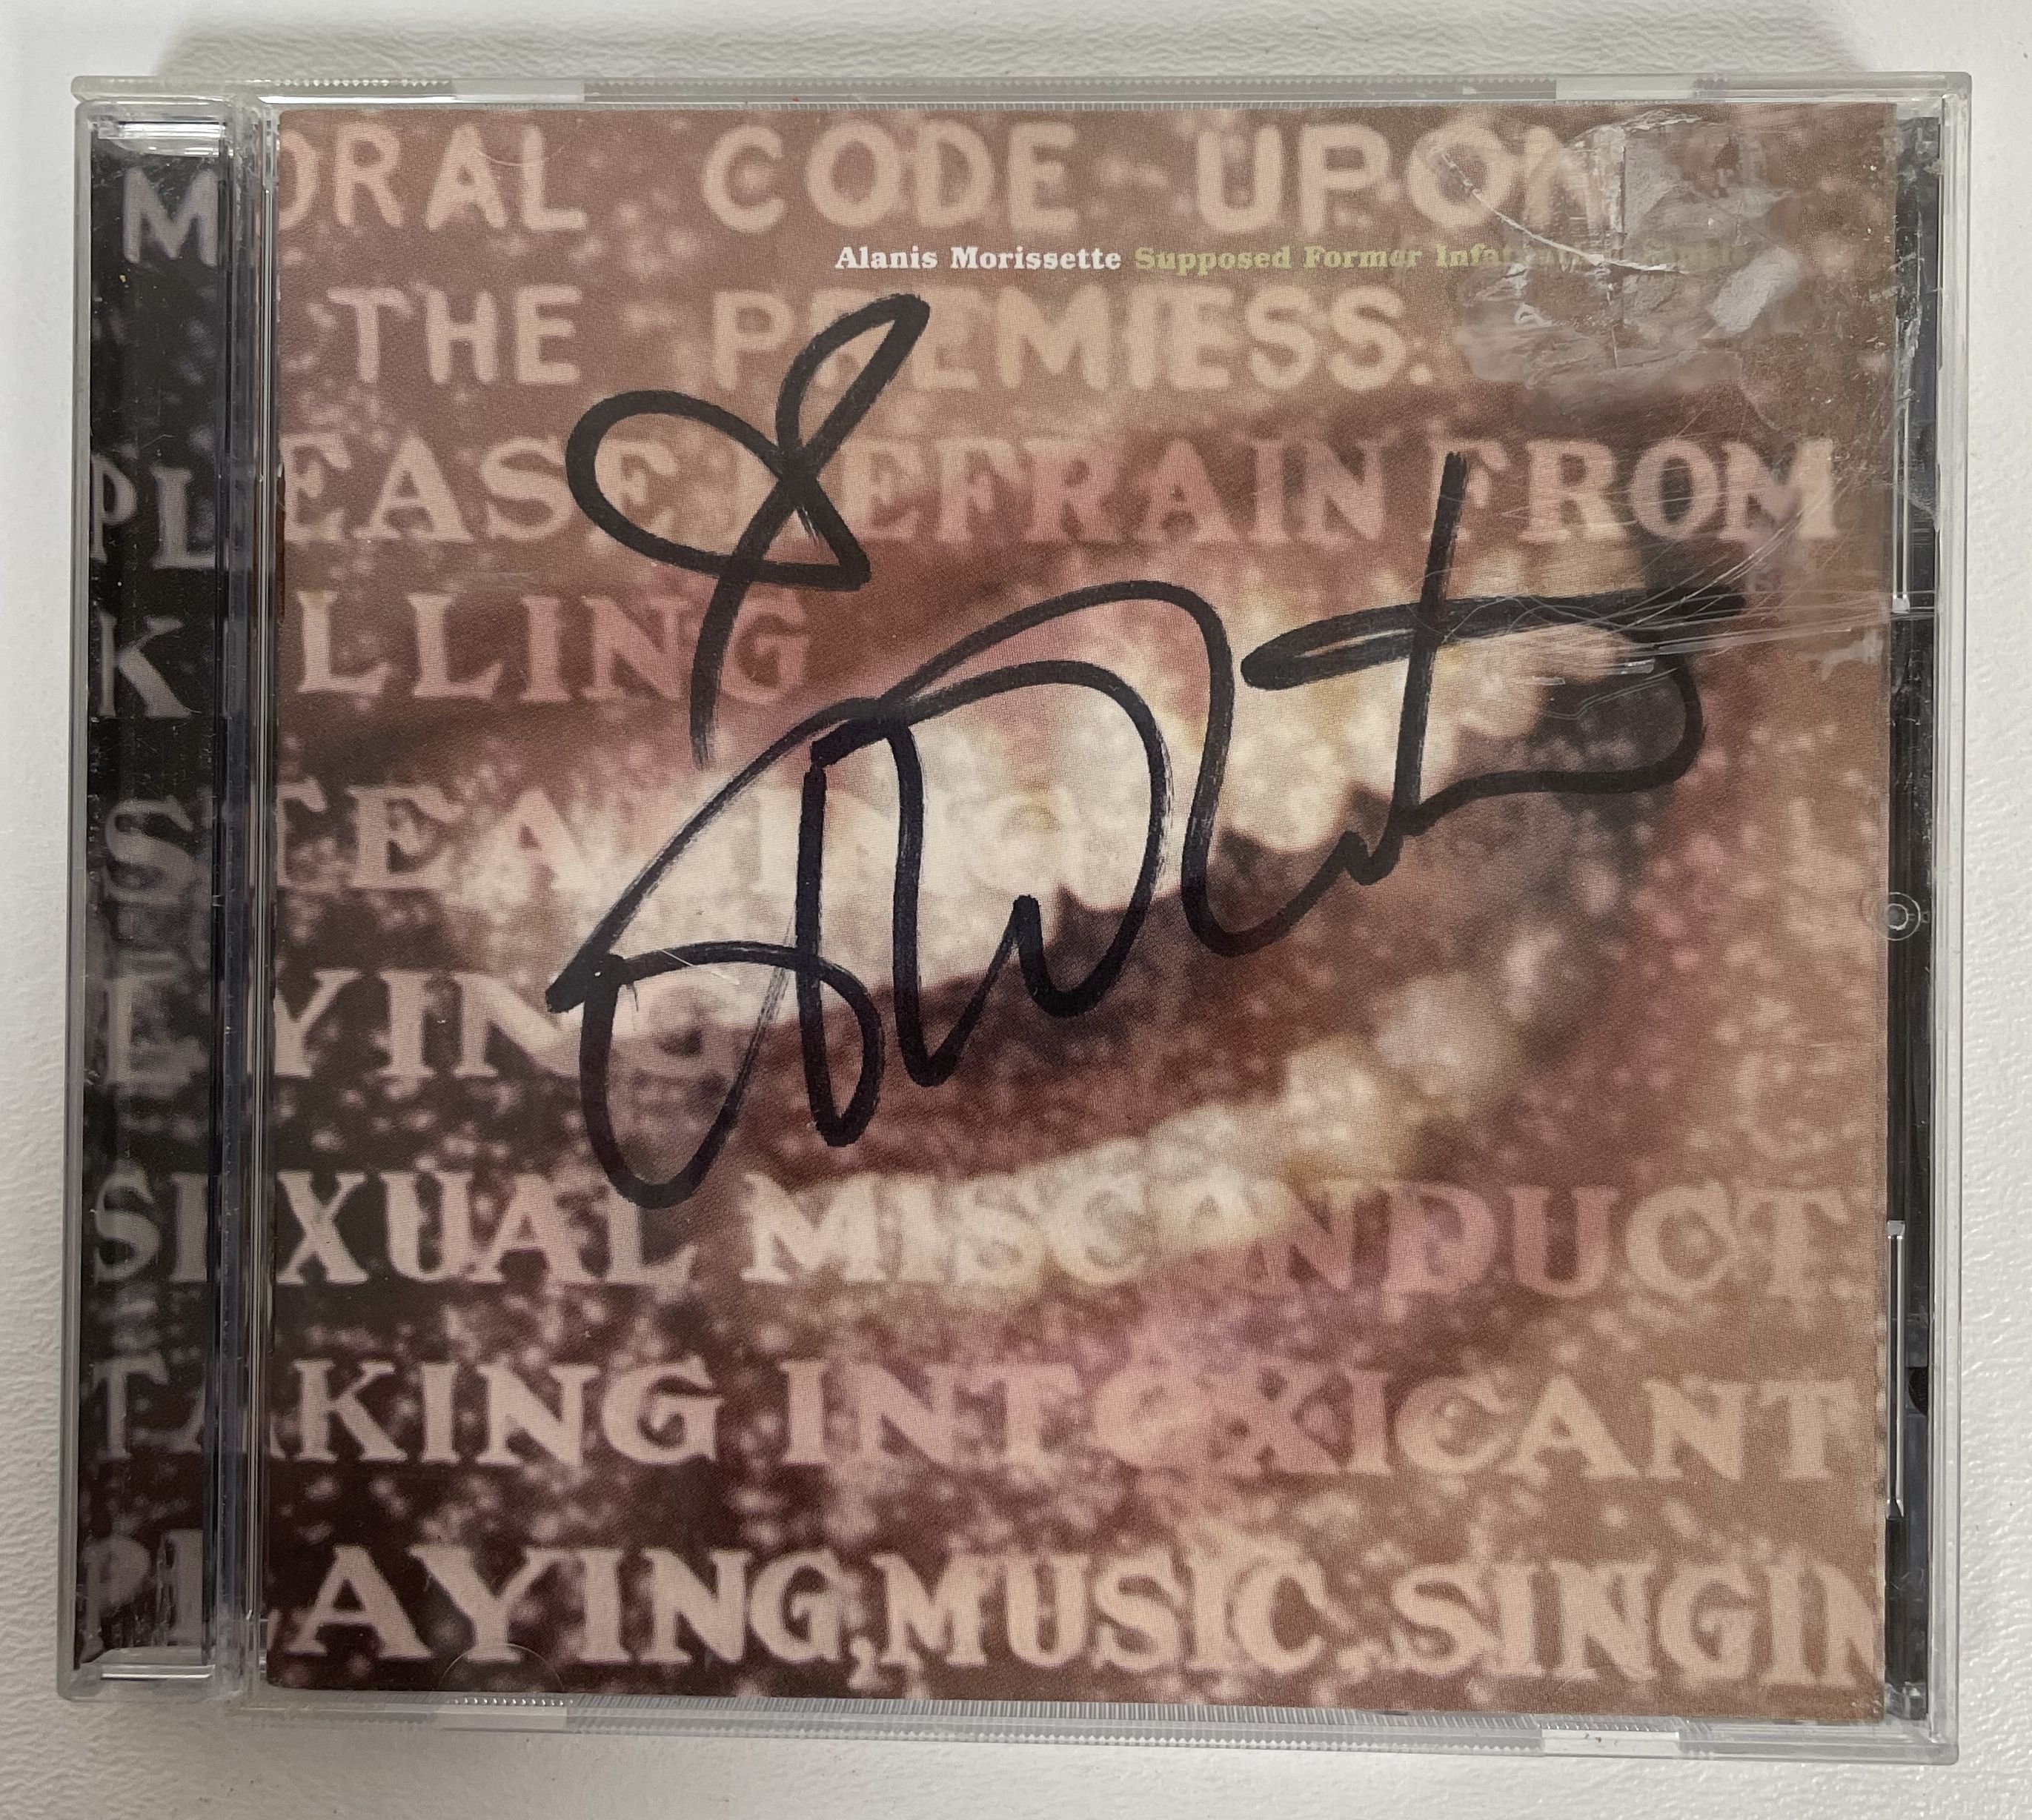 MORAL CODE UPON
Alanis Morissette Supposed Former
THE PREMIESS.
PLEASE REFRAIN FROM
KILLING
STEALING
LYING
SEXUAL MISCONDUCT
TAKING INTOXICANT
PLAYING, MUSIC, SINGIN